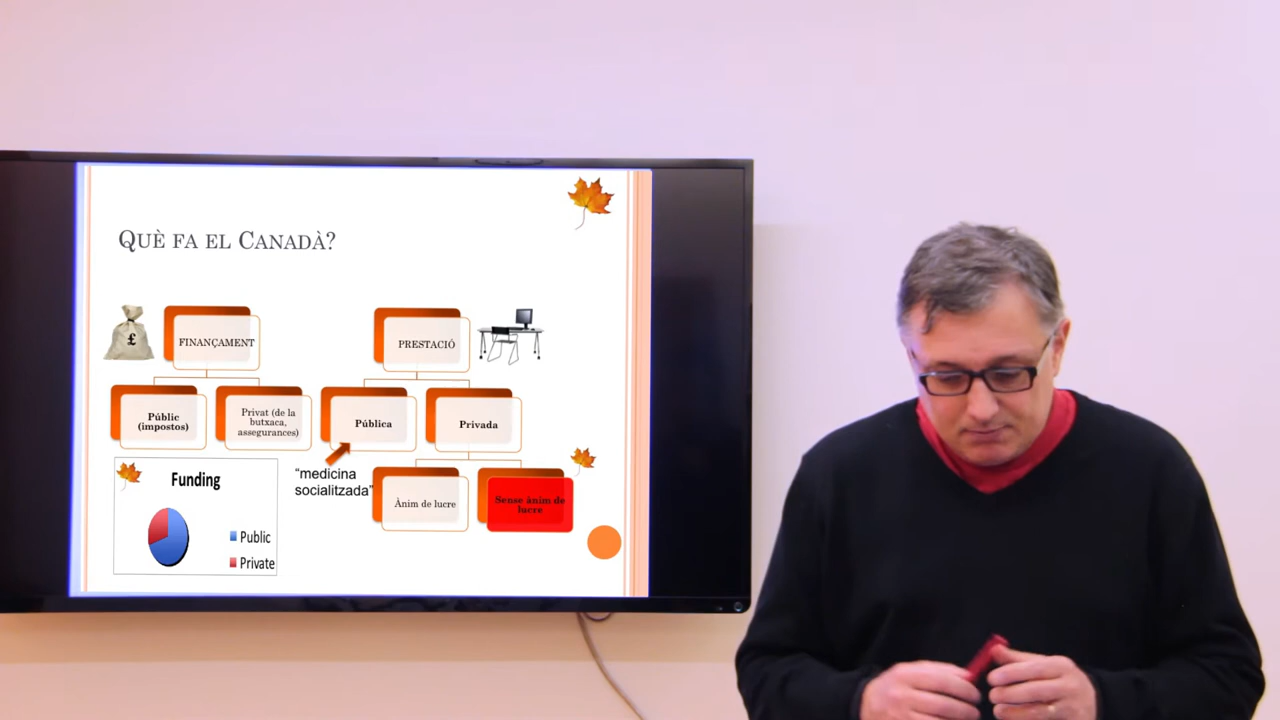 QUÈ FA EL CANADÀ?
£
FINANÇAMENT
PRESTACIÓ
Públic
(impostos)
Privat (de la
butxaca,
assegurances)
Pública
Privada
"medicina
socialitzada"
Ànim de lucre
Sense ànim de
lucre
Funding
Public
Private